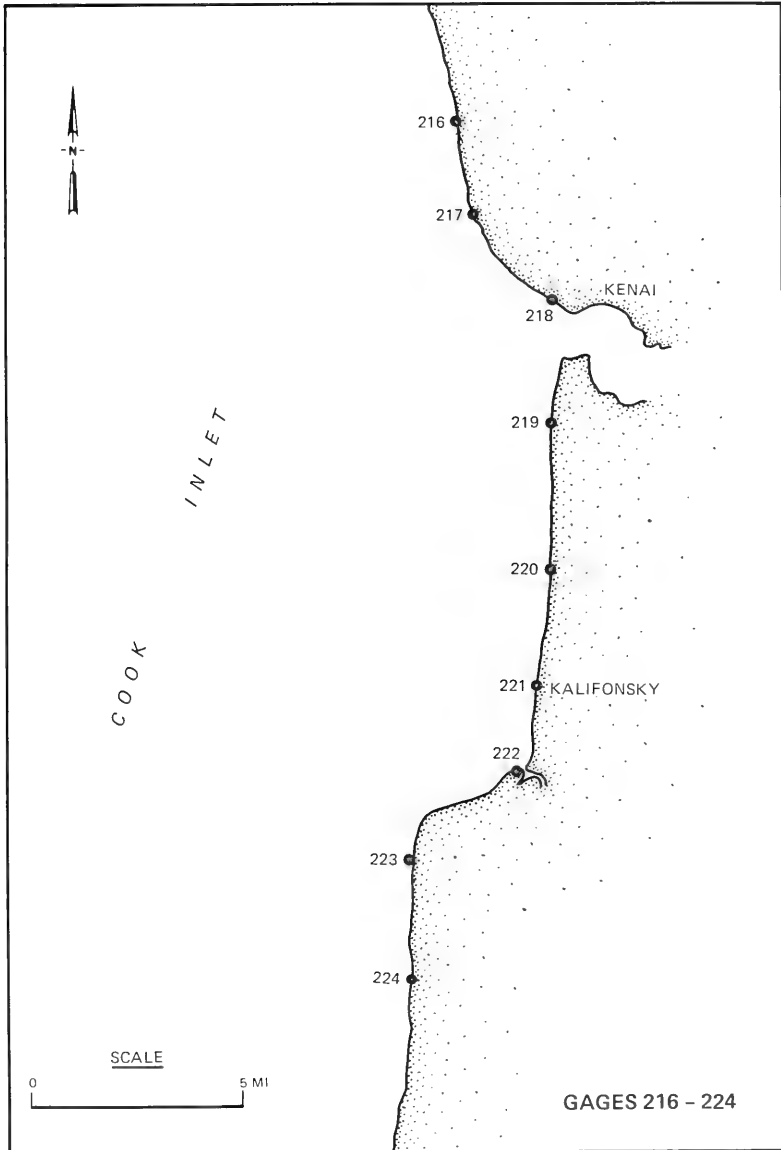 -N-
216
217
KENAI
218
219
INLET
220
COOK
221 KALIFONSKY
222
223
224
SCALE
0 5 MI
GAGES 216 – 224